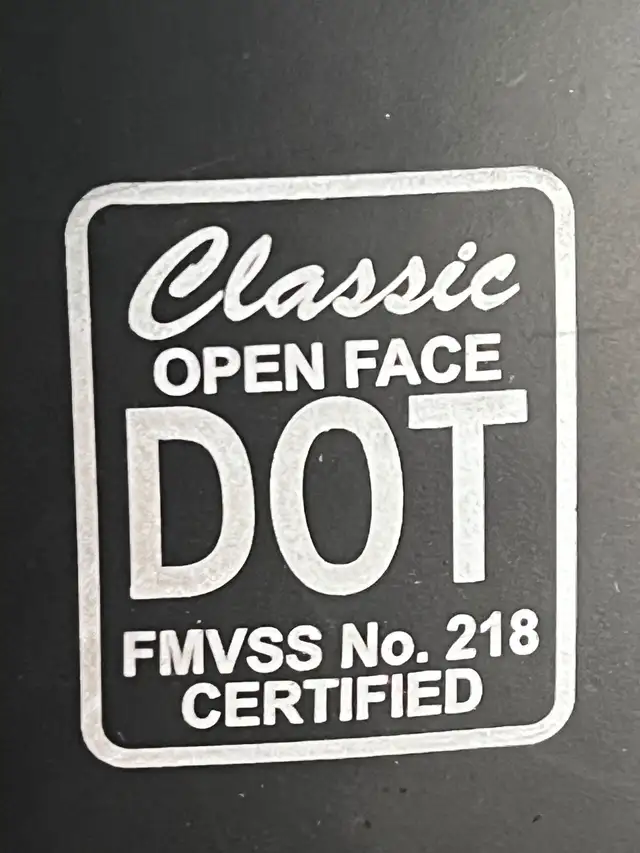 Classic
OPEN FACE
DOT
FMVSS No. 218
CERTIFIED